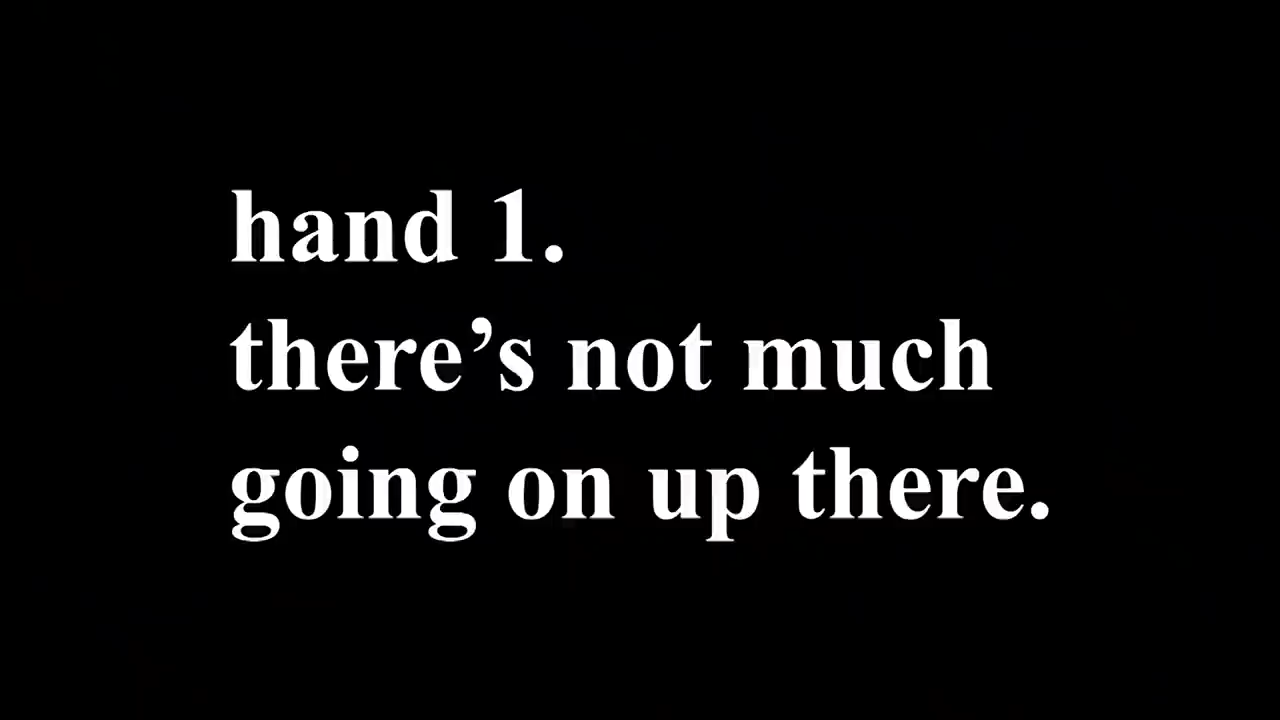 hand 1.
there’s not much
going on up there.